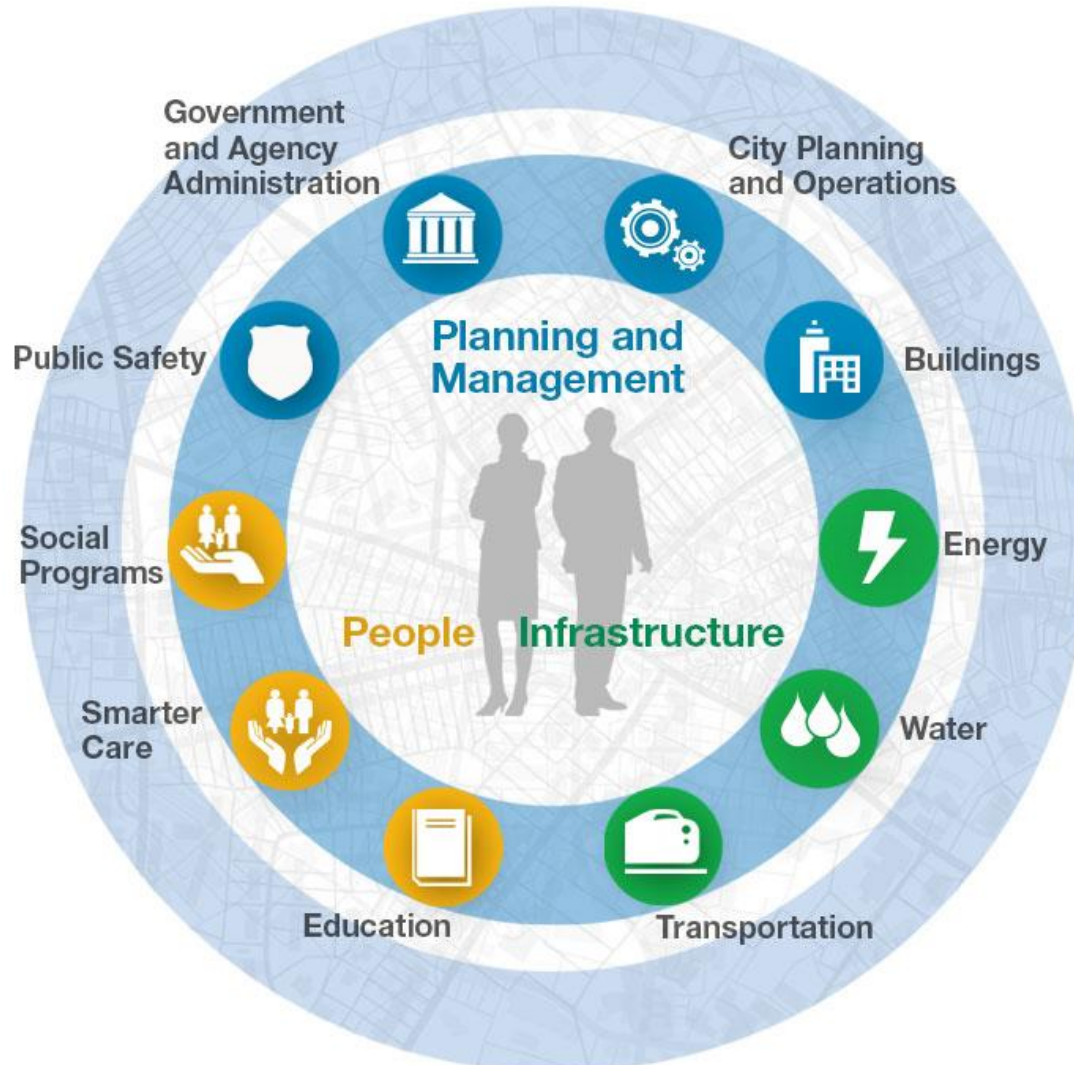 Government
and Agency
Administration
City Planning
and Operations
Planning and
Management
Public Safety
Buildings
Social
Programs
Energy
People
Infrastructure
Smarter
Care
Water
Education
Transportation